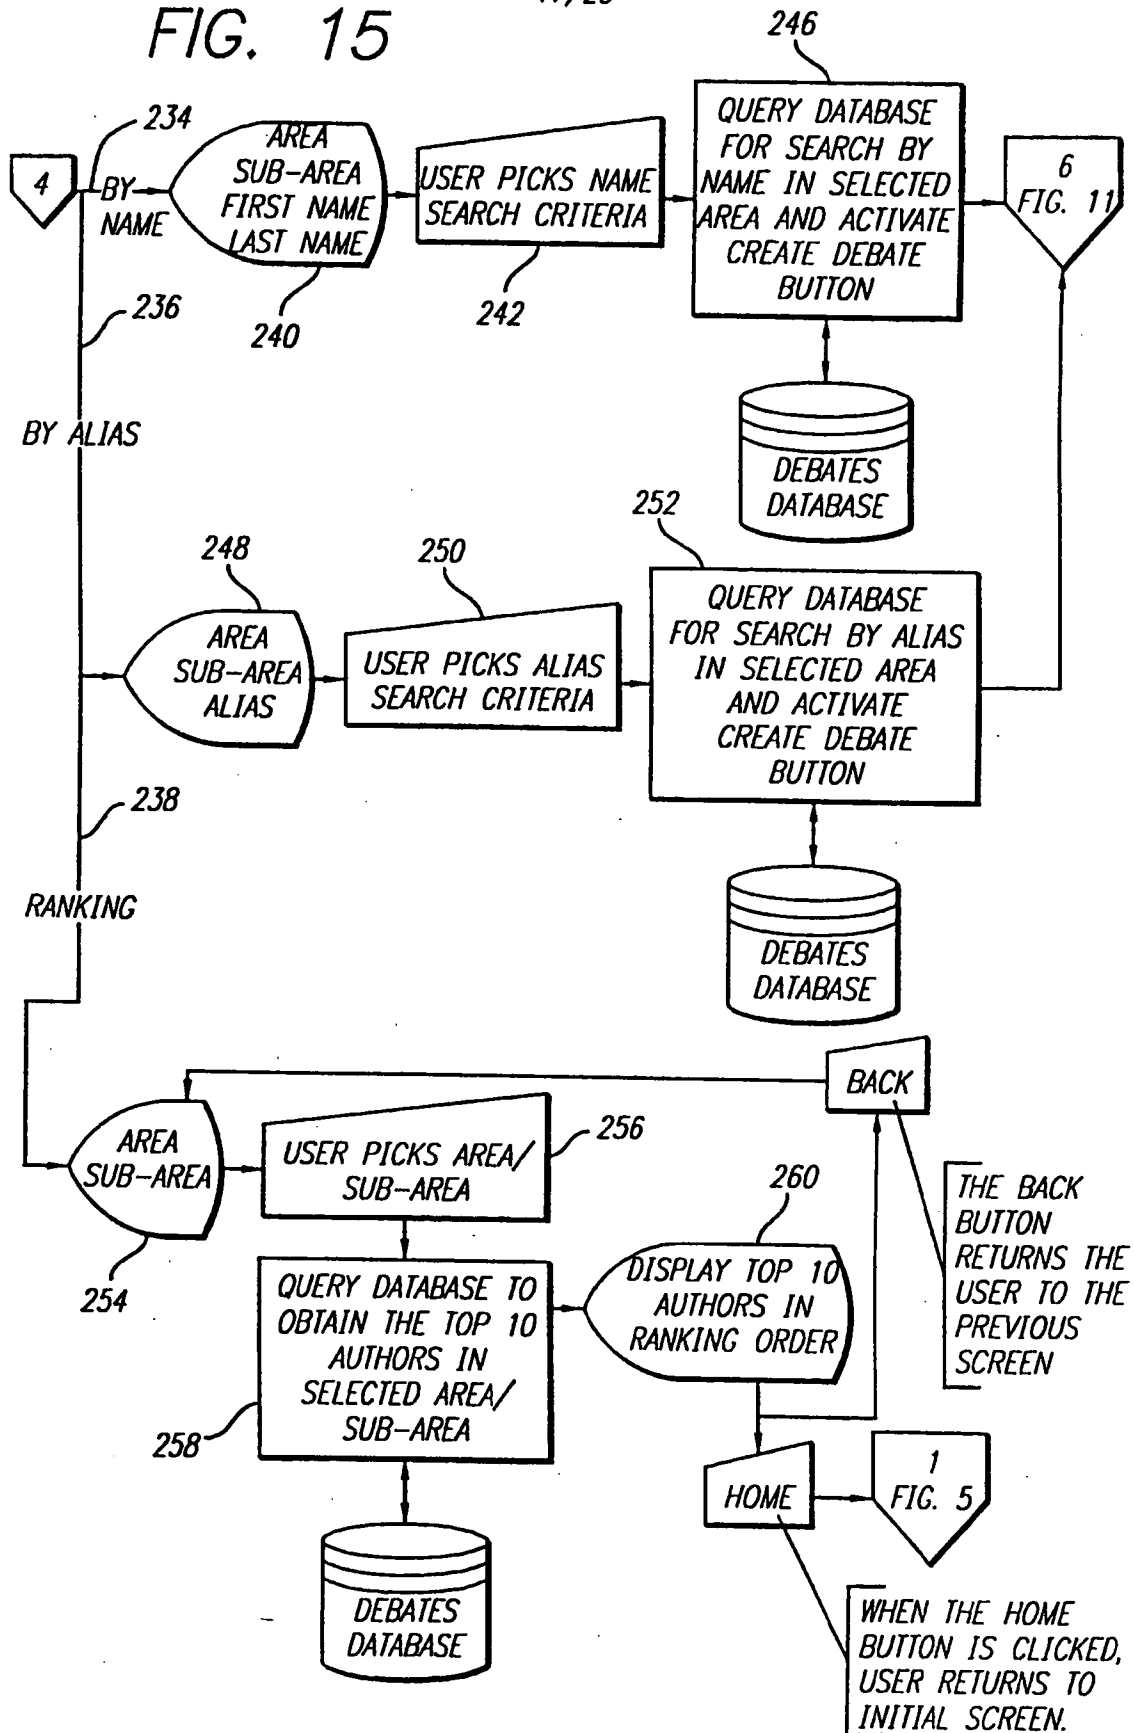 FIG. 15
246
234
4
BY
NAME
AREA
SUB-AREA
FIRST NAME
LAST NAME
240
USER PICKS NAME
SEARCH CRITERIA
242
QUERY DATABASE
FOR SEARCH BY
NAME IN SELECTED
AREA AND ACTIVATE
CREATE DEBATE
BUTTON
6
FIG. 11
236
DEBATES
DATABASE
BY ALIAS
248
AREA
SUB-AREA
ALIAS
250
USER PICKS ALIAS
SEARCH CRITERIA
252
QUERY DATABASE
FOR SEARCH BY ALIAS
IN SELECTED AREA
AND ACTIVATE
CREATE DEBATE
BUTTON
238
DEBATES
DATABASE
RANKING
BACK
AREA
SUB-AREA
254
USER PICKS AREA/
SUB-AREA
256
QUERY DATABASE TO
OBTAIN THE TOP 10
AUTHORS IN
SELECTED AREA/
SUB-AREA
258
260
DISPLAY TOP 10
AUTHORS IN
RANKING ORDER
THE BACK
BUTTON
RETURNS THE
USER TO THE
PREVIOUS
SCREEN
HOME
1
FIG. 5
DEBATES
DATABASE
WHEN THE HOME
BUTTON IS CLICKED,
USER RETURNS TO
INITIAL SCREEN.